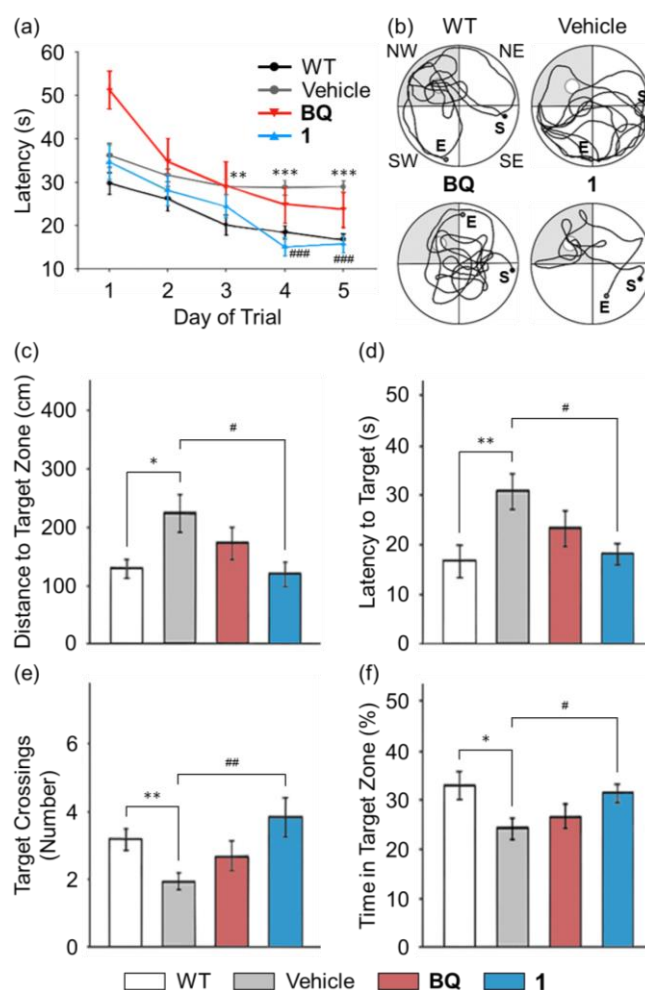 (a)
60
50
40
30
20
10
Latency (s)
WT
Vehicle
BQ
1
**
***
***
###
###
1 2 3 4 5
Day of Trial
(b)
WT Vehicle
NW NE
SW SE
E S
E S
BQ 1
E S
E S
(c)
400
300
200
100
0
Distance to Target Zone (cm)
*
#
(d)
50
40
30
20
10
0
Latency to Target (s)
**
#
(e)
6
4
2
0
Target Crossings
(Number)
**
##
(f)
50
40
30
20
10
0
Time in Target Zone (%)
*
#
WT Vehicle BQ 1